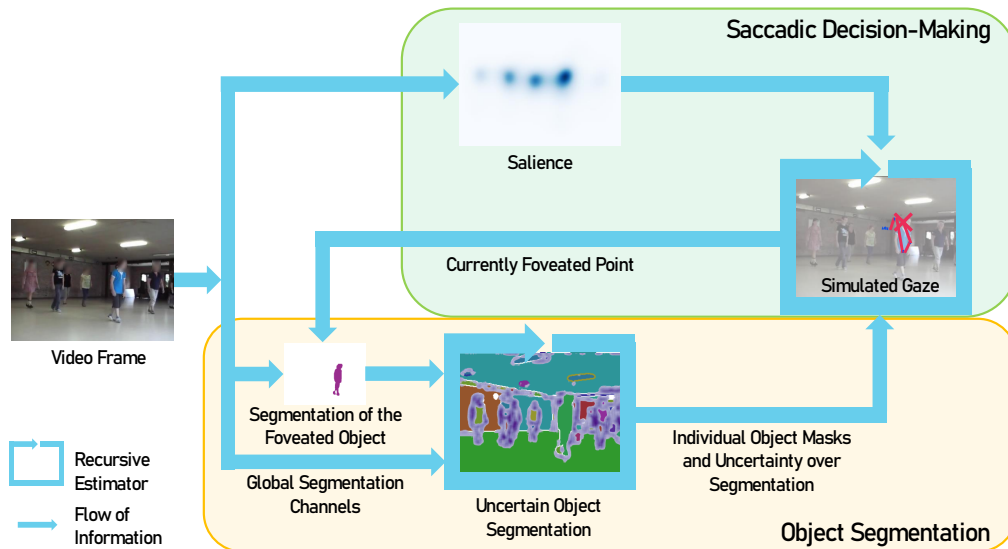 Saccadic Decision-Making
Salience
Currently Foveated Point
Simulated Gaze
Video Frame
Segmentation of the
Foveated Object
Global Segmentation
Channels
Uncertain Object
Segmentation
Individual Object Masks
and Uncertainty over
Segmentation
Object Segmentation
Recursive
Estimator
Flow of
Information